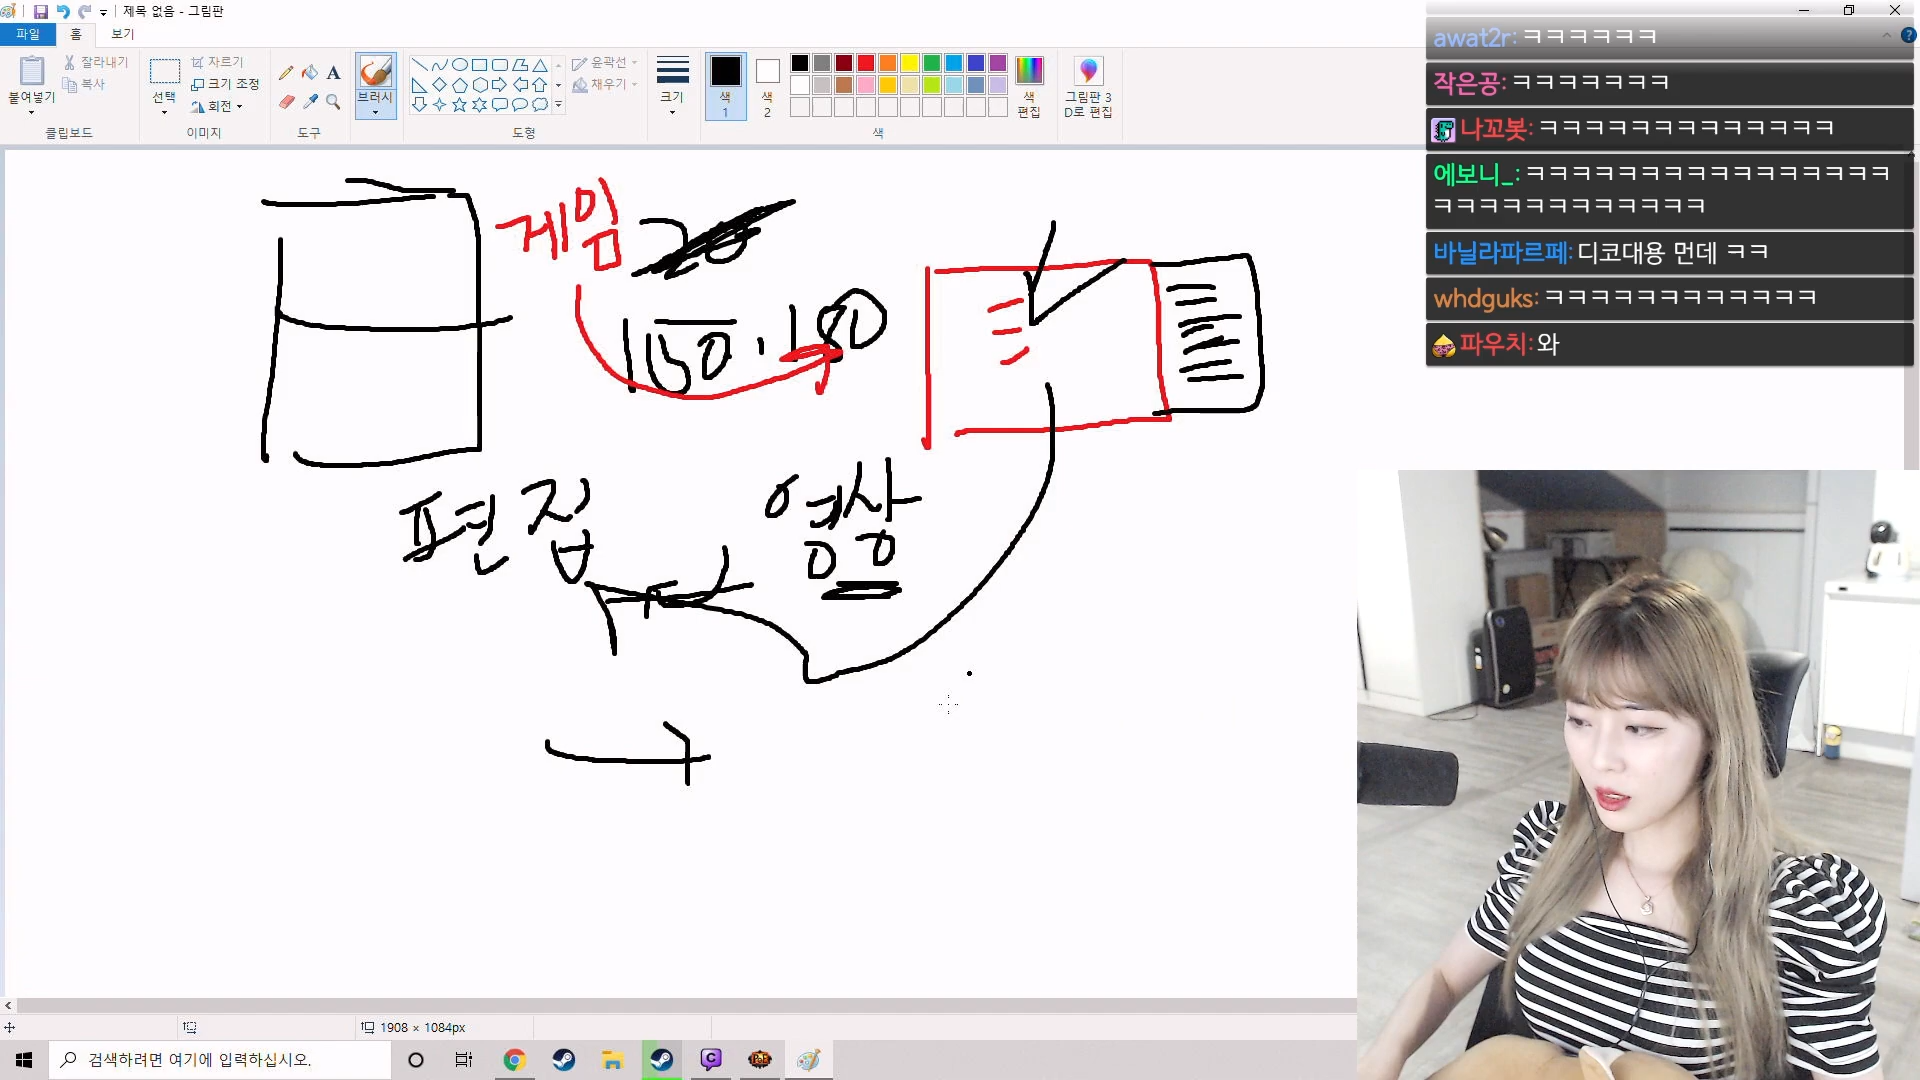 제목 없음 - 그림판
파일 홈 보기
붙여넣기
잘라내기
복사
클립보드
선택
자르기
크기 조정
회전
이미지
A
도구
브러시
윤곽선
채우기
도형
크기
색 1
색 2
색 편집
색
그림판 3D로 편집
게임 20
150. 180
편집 영상
awat2r: ㅋㅋㅋㅋㅋㅋ
작은공: ㅋㅋㅋㅋㅋㅋㅋ
나꼬봇: ㅋㅋㅋㅋㅋㅋㅋㅋㅋㅋㅋㅋㅋ
에보니_: ㅋㅋㅋㅋㅋㅋㅋㅋㅋㅋㅋㅋㅋㅋㅋㅋ
ㅋㅋㅋㅋㅋㅋㅋㅋㅋㅋㅋㅋ
바닐라파르페: 디코대용 먼데 ㅋㅋ
whdguks: ㅋㅋㅋㅋㅋㅋㅋㅋㅋㅋㅋㅋ
파우치: 와
1908 × 1084px
검색하려면 여기에 입력하십시오.